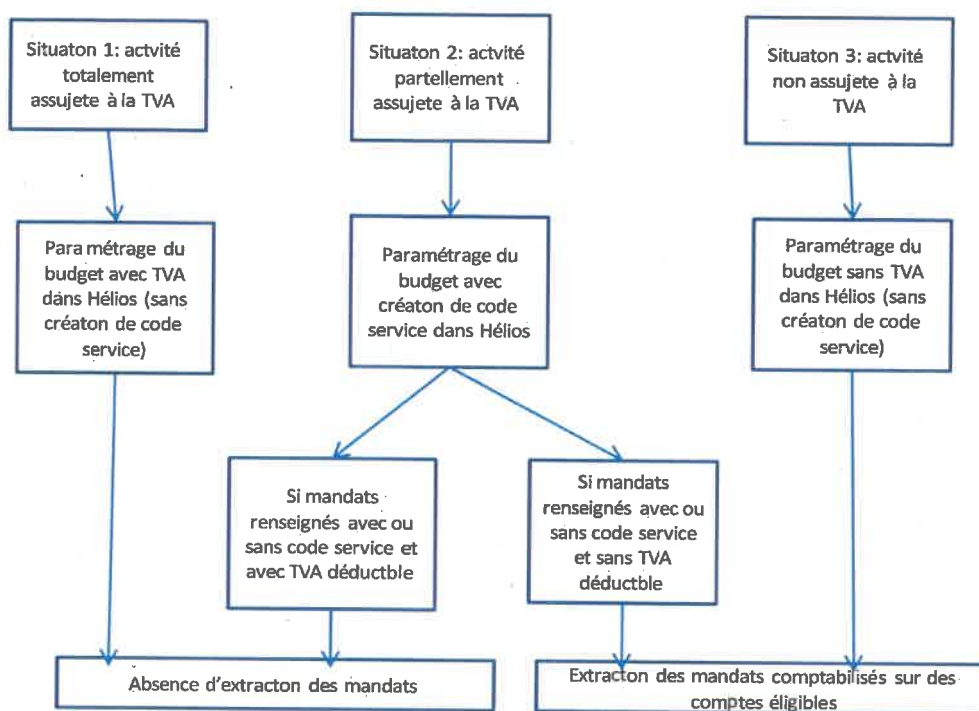 Situaton 1: actvité
totalement
assujete à la TVA
Situaton 2: actvité
partellement
assujete à la TVA
Situaton 3: actvité
non assujete à la
TVA
Para métrage du
budget avec TVA
dans Hélios (sans
créaton de code
service)
Paramétrage du
budget avec
créaton de code
service dans Hélios
Paramétrage du
budget sans TVA
dans Hélios (sans
créaton de code
service)
Si mandats
renseignés avec ou
sans code service et
avec TVA déductble
Si mandats
renseignés avec ou
sans code service
et sans TVA
déductble
Absence d'extracton des mandats
Extracton des mandats comptabilisés sur des
comptes éligibles